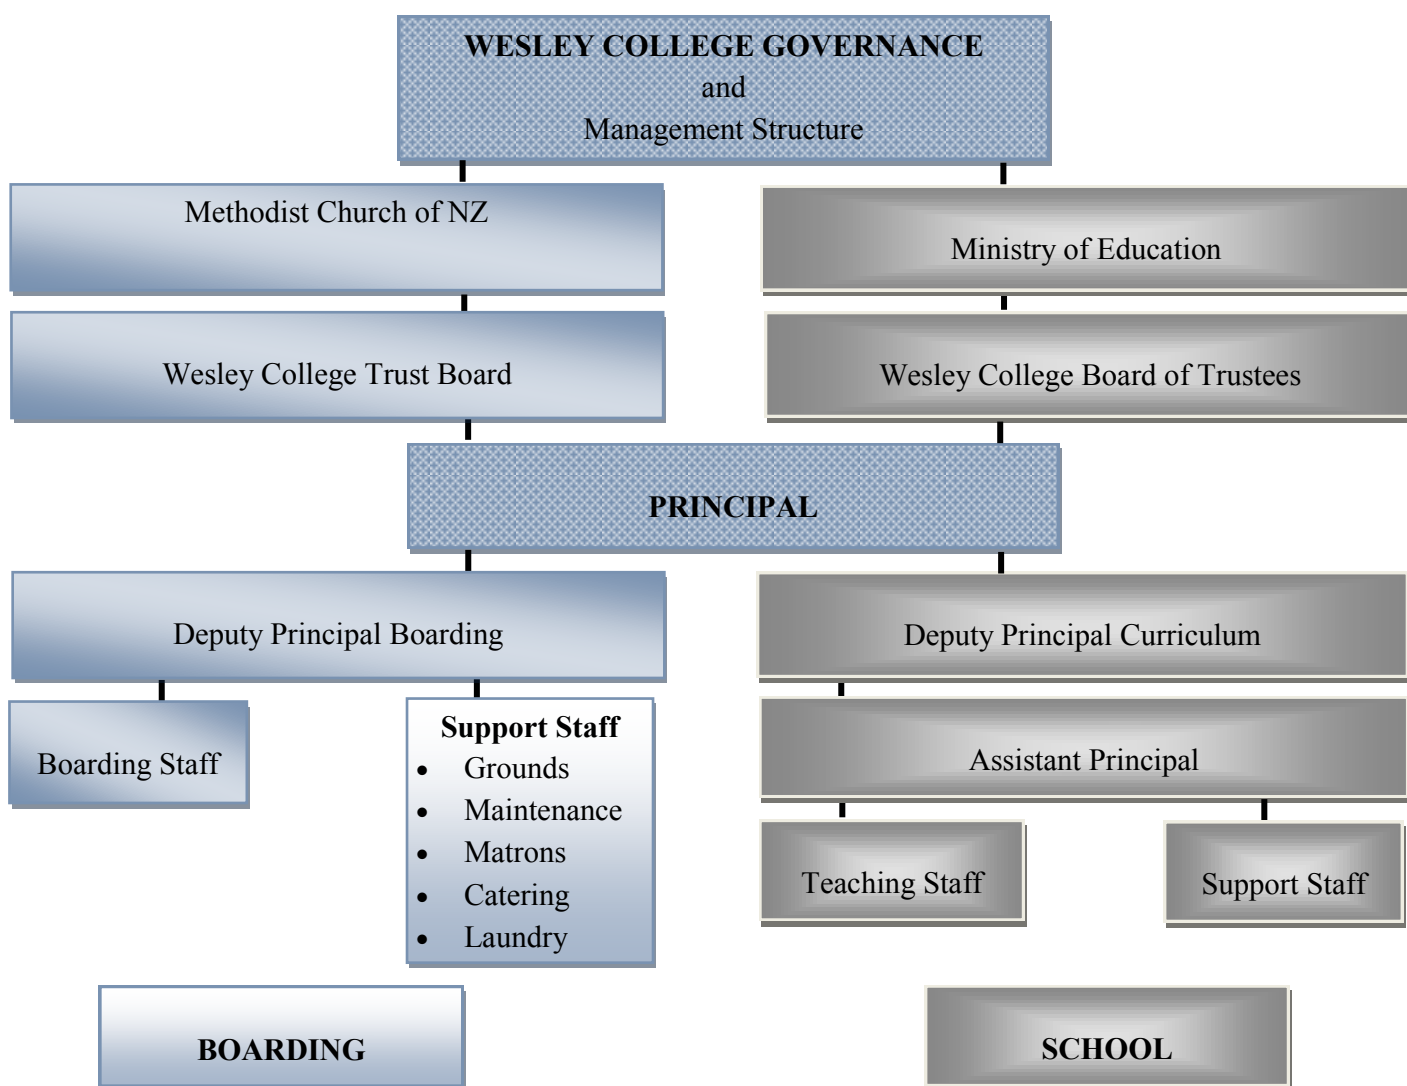 WESLEY COLLEGE GOVERNANCE
and
Management Structure
Methodist Church of NZ
Ministry of Education
Wesley College Trust Board
Wesley College Board of Trustees
PRINCIPAL
Deputy Principal Boarding
Deputy Principal Curriculum
Boarding Staff
Support Staff
• Grounds
• Maintenance
• Matrons
• Catering
• Laundry
Assistant Principal
Teaching Staff
Support Staff
BOARDING
SCHOOL